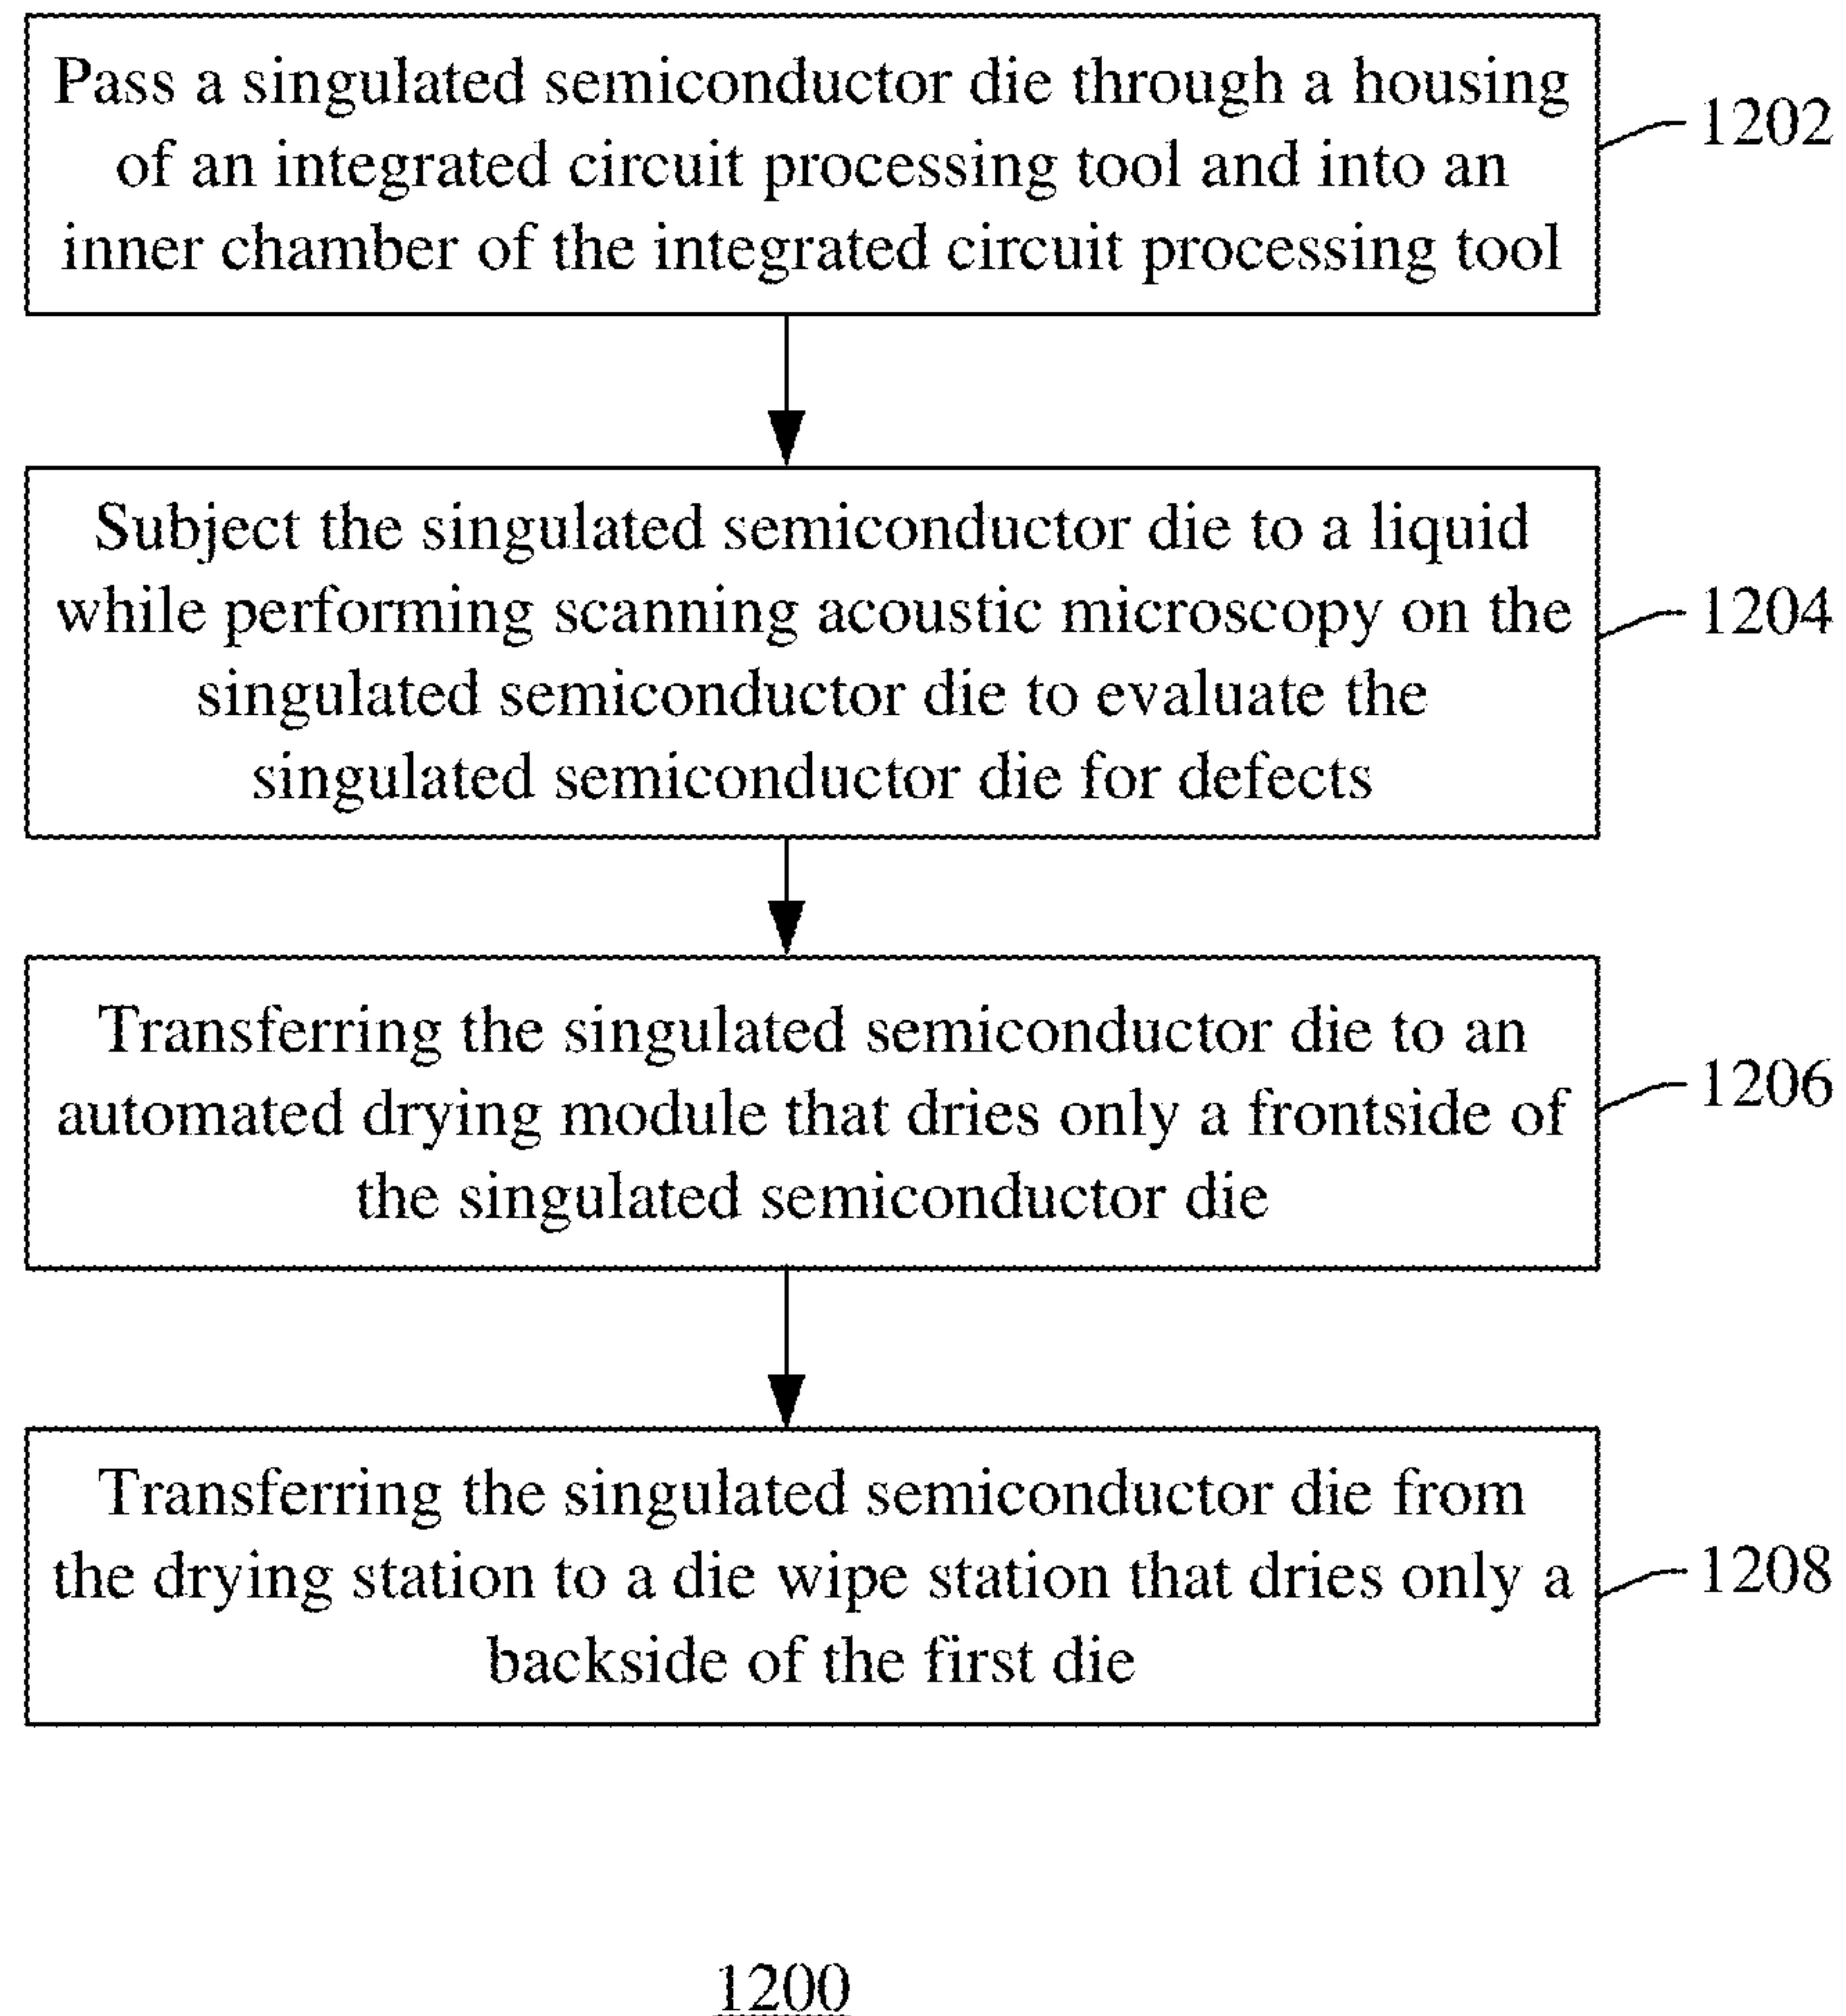 Pass a singulated semiconductor die through a housing
of an integrated circuit processing tool and into an
inner chamber of the integrated circuit processing tool
1202
Subject the singulated semiconductor die to a liquid
while performing scanning acoustic microscopy on the
singulated semiconductor die to evaluate the
singulated semiconductor die for defects
1204
Transferring the singulated semiconductor die to an
automated drying module that dries only a frontside of
the singulated semiconductor die
1206
Transferring the singulated semiconductor die from
the drying station to a die wipe station that dries only a
backside of the first die
1208
1200